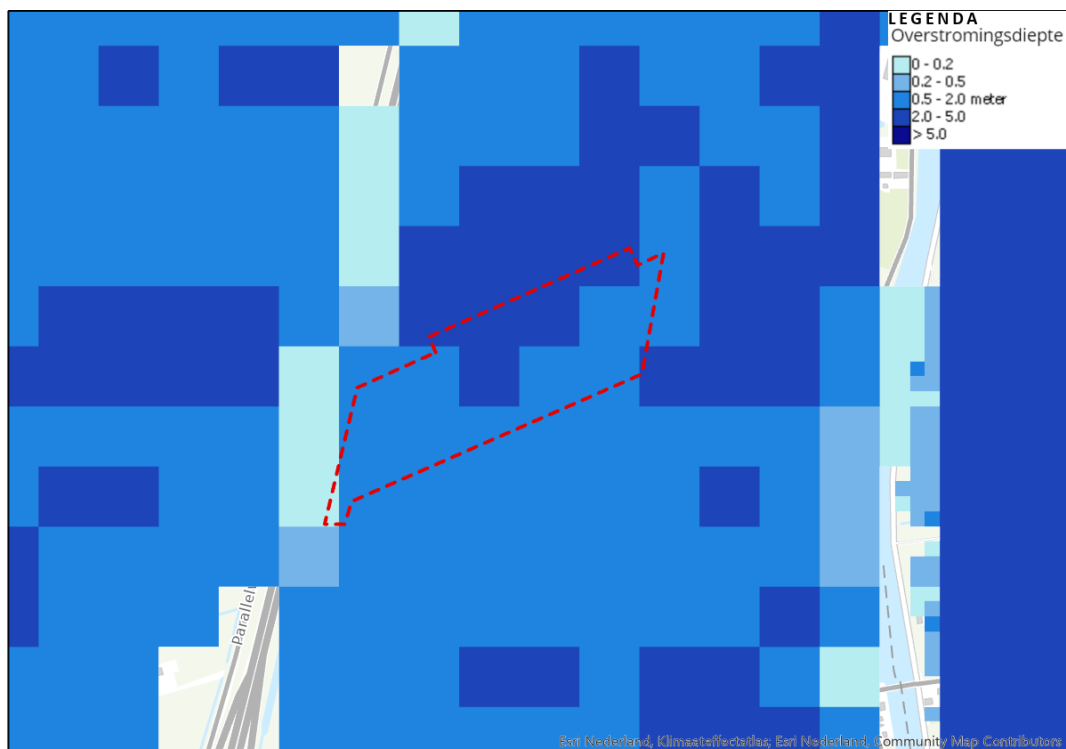 LEGENDA
Overstromingsdiepte
0 - 0.2
0.2 - 0.5
0.5 - 2.0 meter
2.0 - 5.0
> 5.0
Esri Nederland, Klimaateffectatlas; Esri Nederland, Community Map Contributors